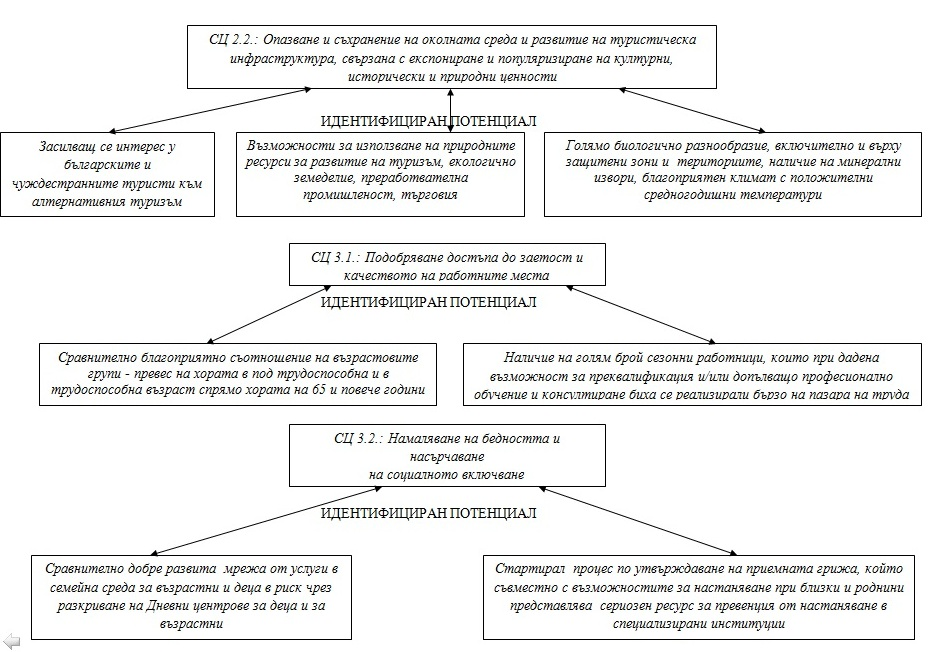 СЦ 2.2.: Опазване и съхранение на околната среда и развитие на туристическа
инфраструктура, свързана с експониране и популяризиране на културни,
исторически и природни ценности
ИДЕНТИФИЦИРАН ПОТЕНЦИАЛ
Засилващ се интерес у
българските и
чуждестранните туристи към
алтернативния туризъм
Възможности за използване на природните
ресурси за развитие на туризъм, екологично
земеделие, преработвателна
промишленост, търговия
Голямо биологично разнообразие, включително и върху
защитени зони и териториите, наличие на минерални
извори, благоприятен климат с положителни
средногодишни температури
СЦ 3.1.: Подобряване достъпа до заетост и
качеството на работните места
ИДЕНТИФИЦИРАН ПОТЕНЦИАЛ
Сравнително благоприятно съотношение на възрастовите
групи - превес на хората в под трудоспособна и в
трудоспособна възраст спрямо хората на 65 и повече години
Наличие на голям брой сезонни работници, които при дадена
възможност за преквалификация и/или допълващо професионално
обучение и консултиране биха се реализирали бързо на пазара на труда
СЦ 3.2.: Намаляване на бедността и
насърчаване
на социалното включване
ИДЕНТИФИЦИРАН ПОТЕНЦИАЛ
Сравнително добре развита мрежа от услуги в
семейна среда за възрастни и деца в риск чрез
разкриване на Дневни центрове за деца и за
възрастни
Стартирал процес по утвърждаване на приемната грижа, който
съвместно с възможностите за настаняване при близки и роднини
представлява сериозен ресурс за превенция от настаняване в
специализирани институции